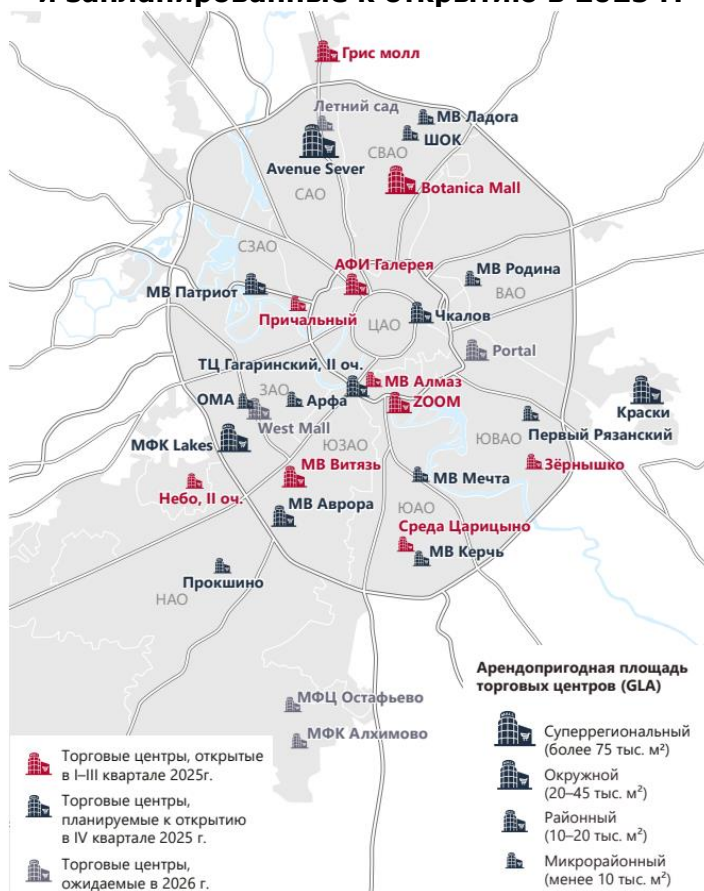 и запланированные к открытию в 2025 г.
Грис молл
Летний сад
МВ Ладога
ШОК
Avenue Sever
СВАО
Botanica Mall
САО
СЗАО
АФИ Галерея
МВ Родина
МВ Патриот
ВАО
Причальный
Чкалов
ЦАО
Portal
ТЦ Гагаринский, II оч.
МВ Алмаз
ЗАО
ОМА
Арфа
ZOOM
Краски
West Mall
Первый Рязанский
МФК Lakes
ЮЗАО
ЮВАО
МВ Витязь
Зёрнышко
МВ Мечта
Небо, II оч.
МВ Аврора
ЮАО
Среда Царицыно
МВ Керчь
Прокшино
НАО
МФЦ Остафьево
МФК Алхимово
Арендопригодная площадь
торговых центров (GLA)
Суперрегиональный
(более 75 тыс. м²)
Окружной
(20–45 тыс. м²)
Районный
(10–20 тыс. м²)
Микрорайонный
(менее 10 тыс. м²)
Торговые центры, открытые
в I–III квартале 2025г.
Торговые центры,
планируемые к открытию
в IV квартале 2025 г.
Торговые центры,
ожидаемые в 2026 г.